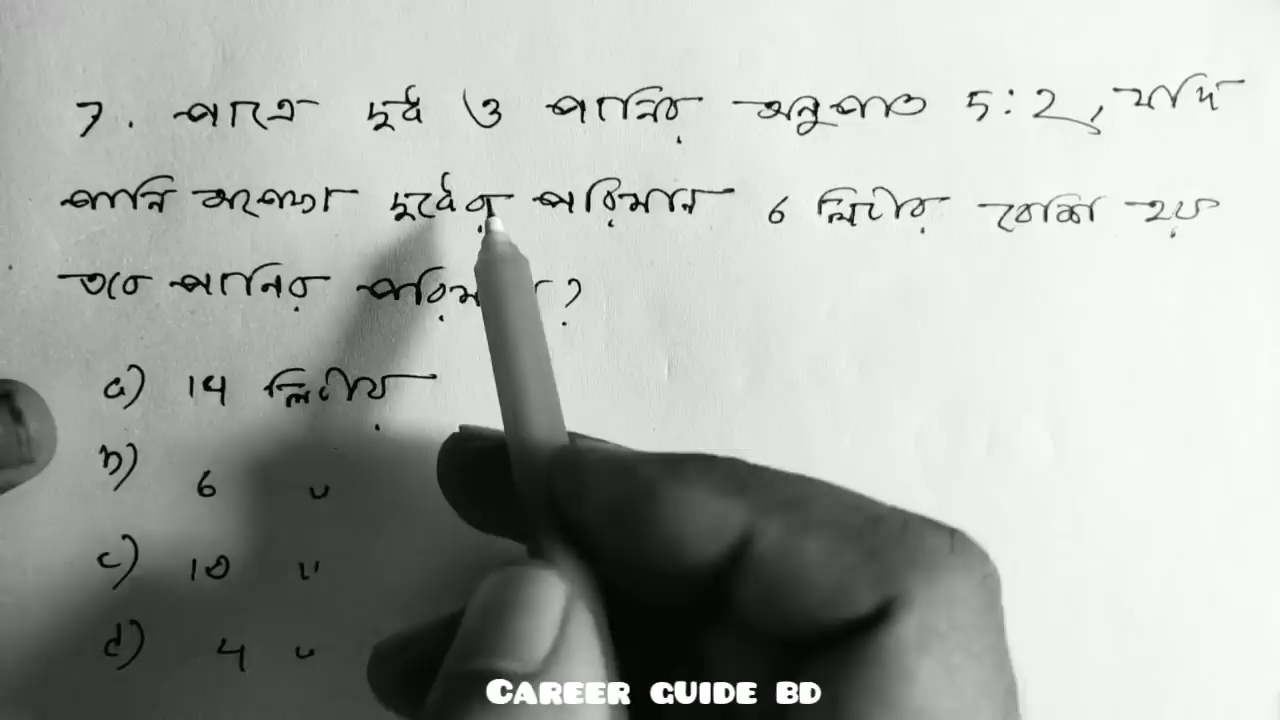 7. পাত্রে দুধ ও পানির অনুপাত 5:2, যদি
পানি অপেক্ষা দুধের পরিমান 6 লিটার বেশি হয়
তবে পানির ?
a) 14 লিটার
b) 6 "
c) 10 "
d) 4 "
CAREER GUIDE BD